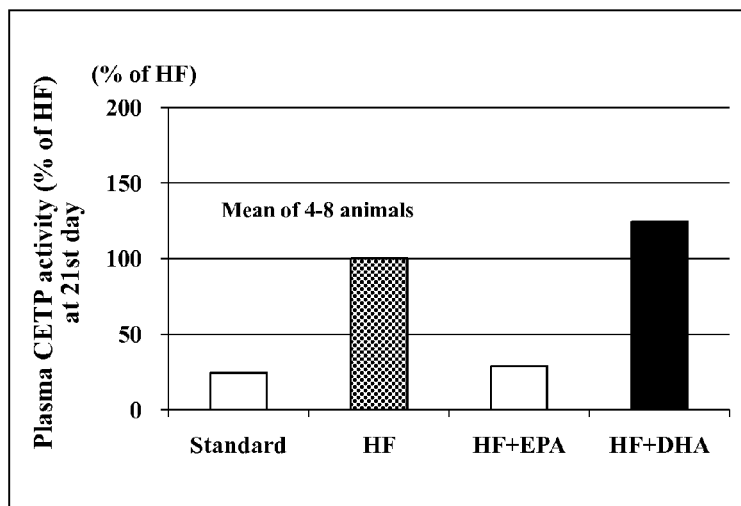 (% of HF)
Plasma CETP activity (% of HF)
at 21st day
200
150
100
50
0
Mean of 4-8 animals
Standard HF HF+EPA HF+DHA